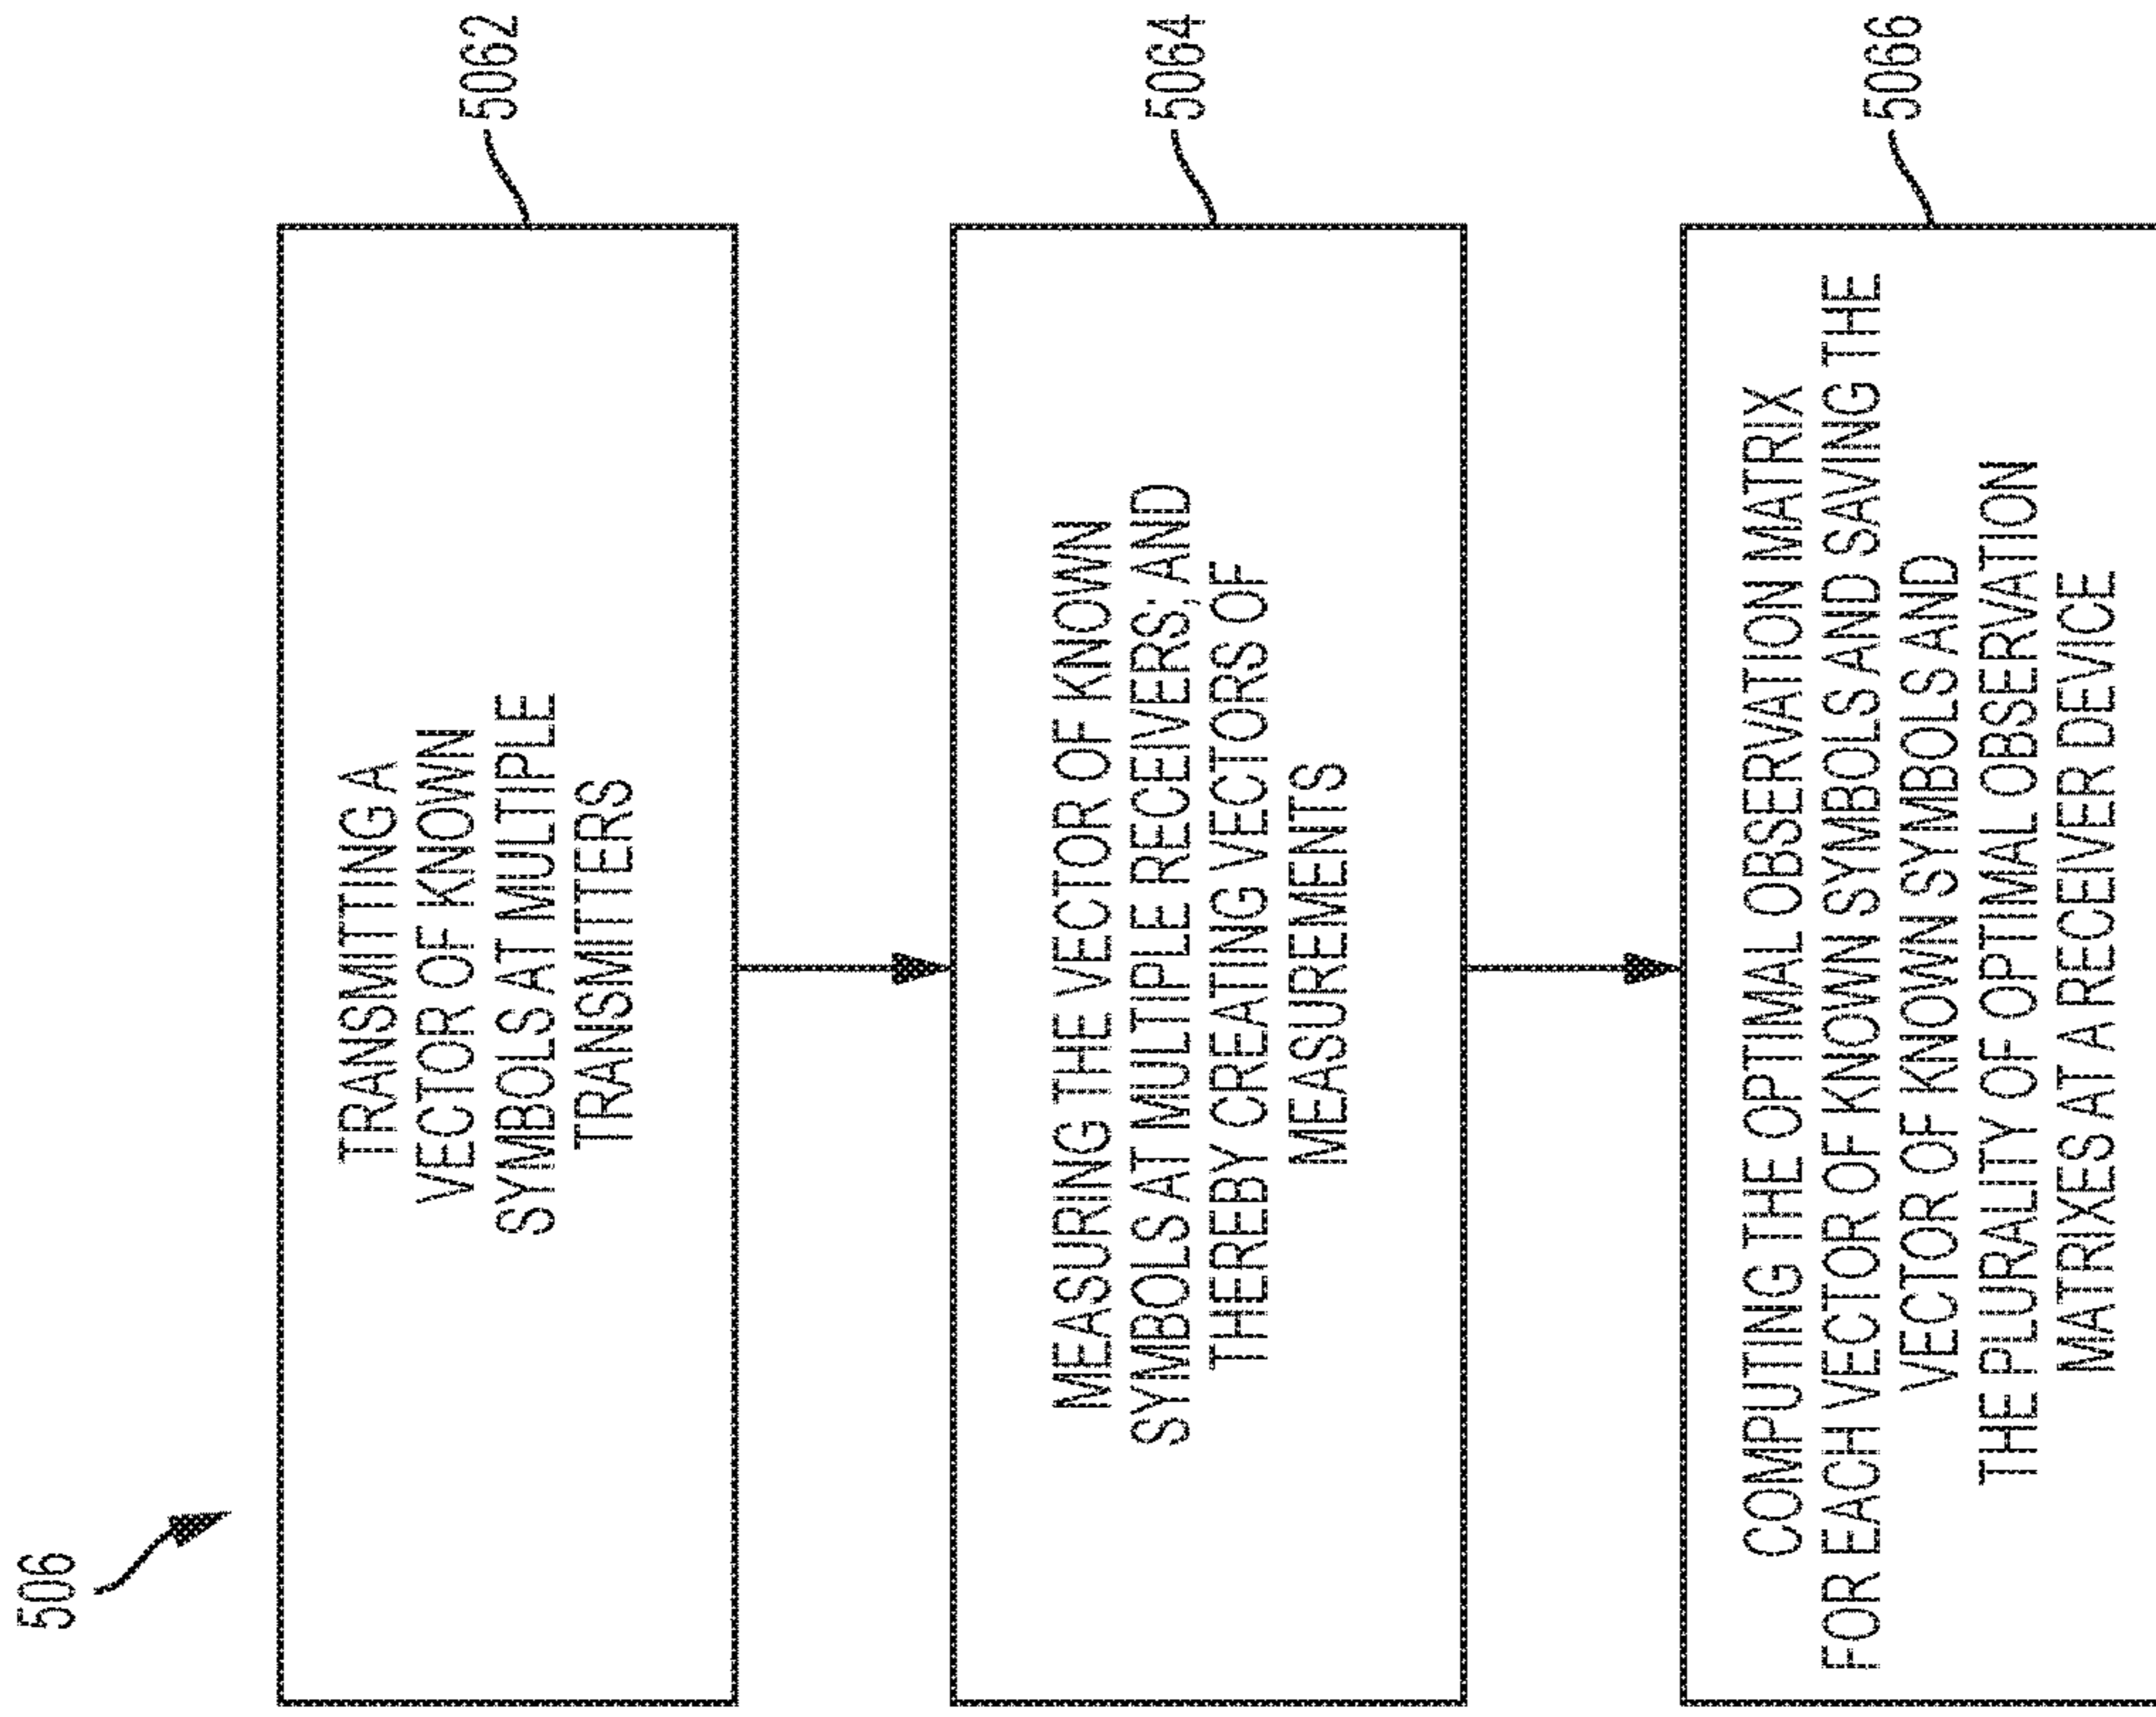 506
TRANSMITTING A
VECTOR OF KNOWN
SYMBOLS AT MULTIPLE
TRANSMITTERS
5062
MEASURING THE VECTOR OF KNOWN
SYMBOLS AT MULTIPLE RECEIVERS; AND
THEREBY CREATING VECTORS OF
MEASUREMENTS
5064
COMPUTING THE OPTIMAL OBSERVATION MATRIX
FOR EACH VECTOR OF KNOWN SYMBOLS AND SAVING THE
VECTOR OF KNOWN SYMBOLS AND
THE PLURALITY OF OPTIMAL OBSERVATION
MATRIXES AT A RECEIVER DEVICE
5066